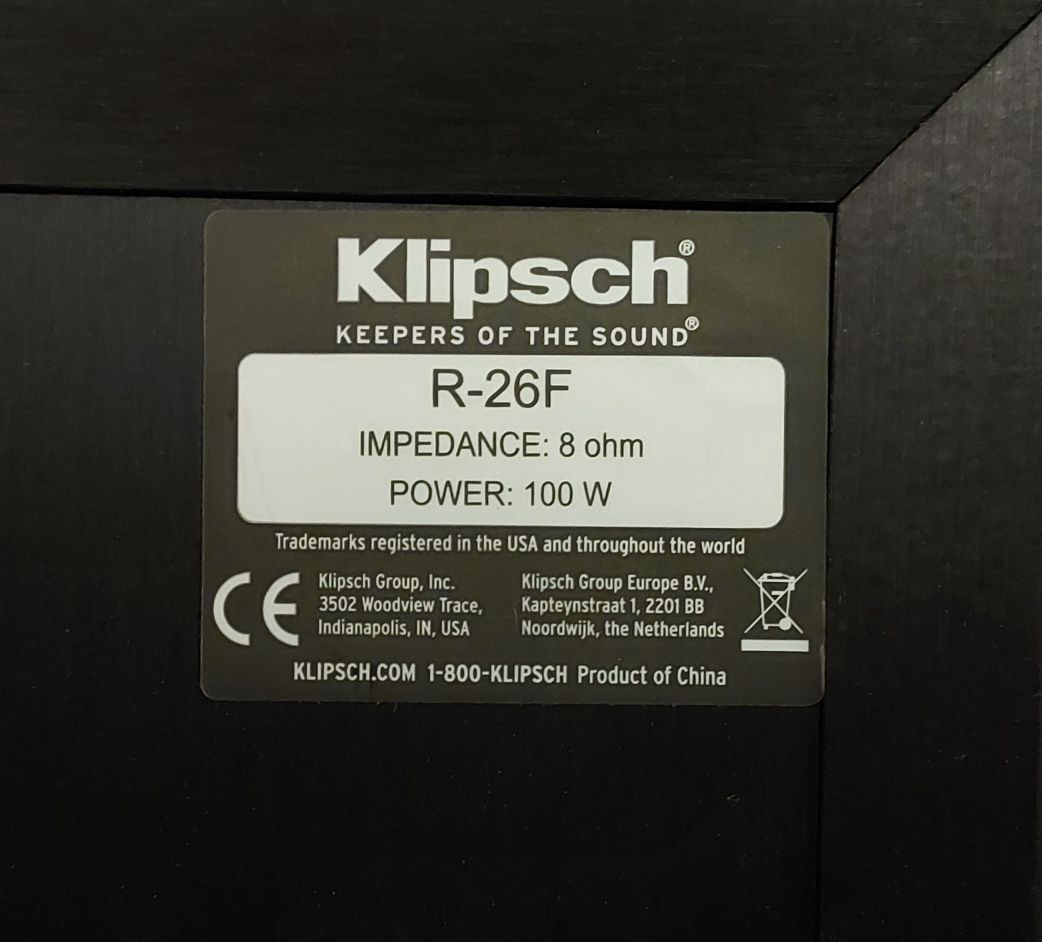 Klipsch®
KEEPERS OF THE SOUND®
R-26F
IMPEDANCE: 8 ohm
POWER: 100 W
Trademarks registered in the USA and throughout the world
CE
Klipsch Group, Inc.
3502 Woodview Trace,
Indianapolis, IN, USA
Klipsch Group Europe B.V.,
Kapteynstraat 1, 2201 BB
Noordwijk, the Netherlands
KLIPSCH.COM 1-800-KLIPSCH Product of China